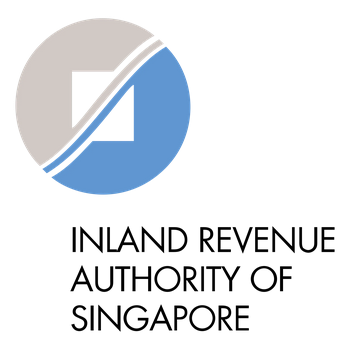 INLAND REVENUE
AUTHORITY OF
SINGAPORE